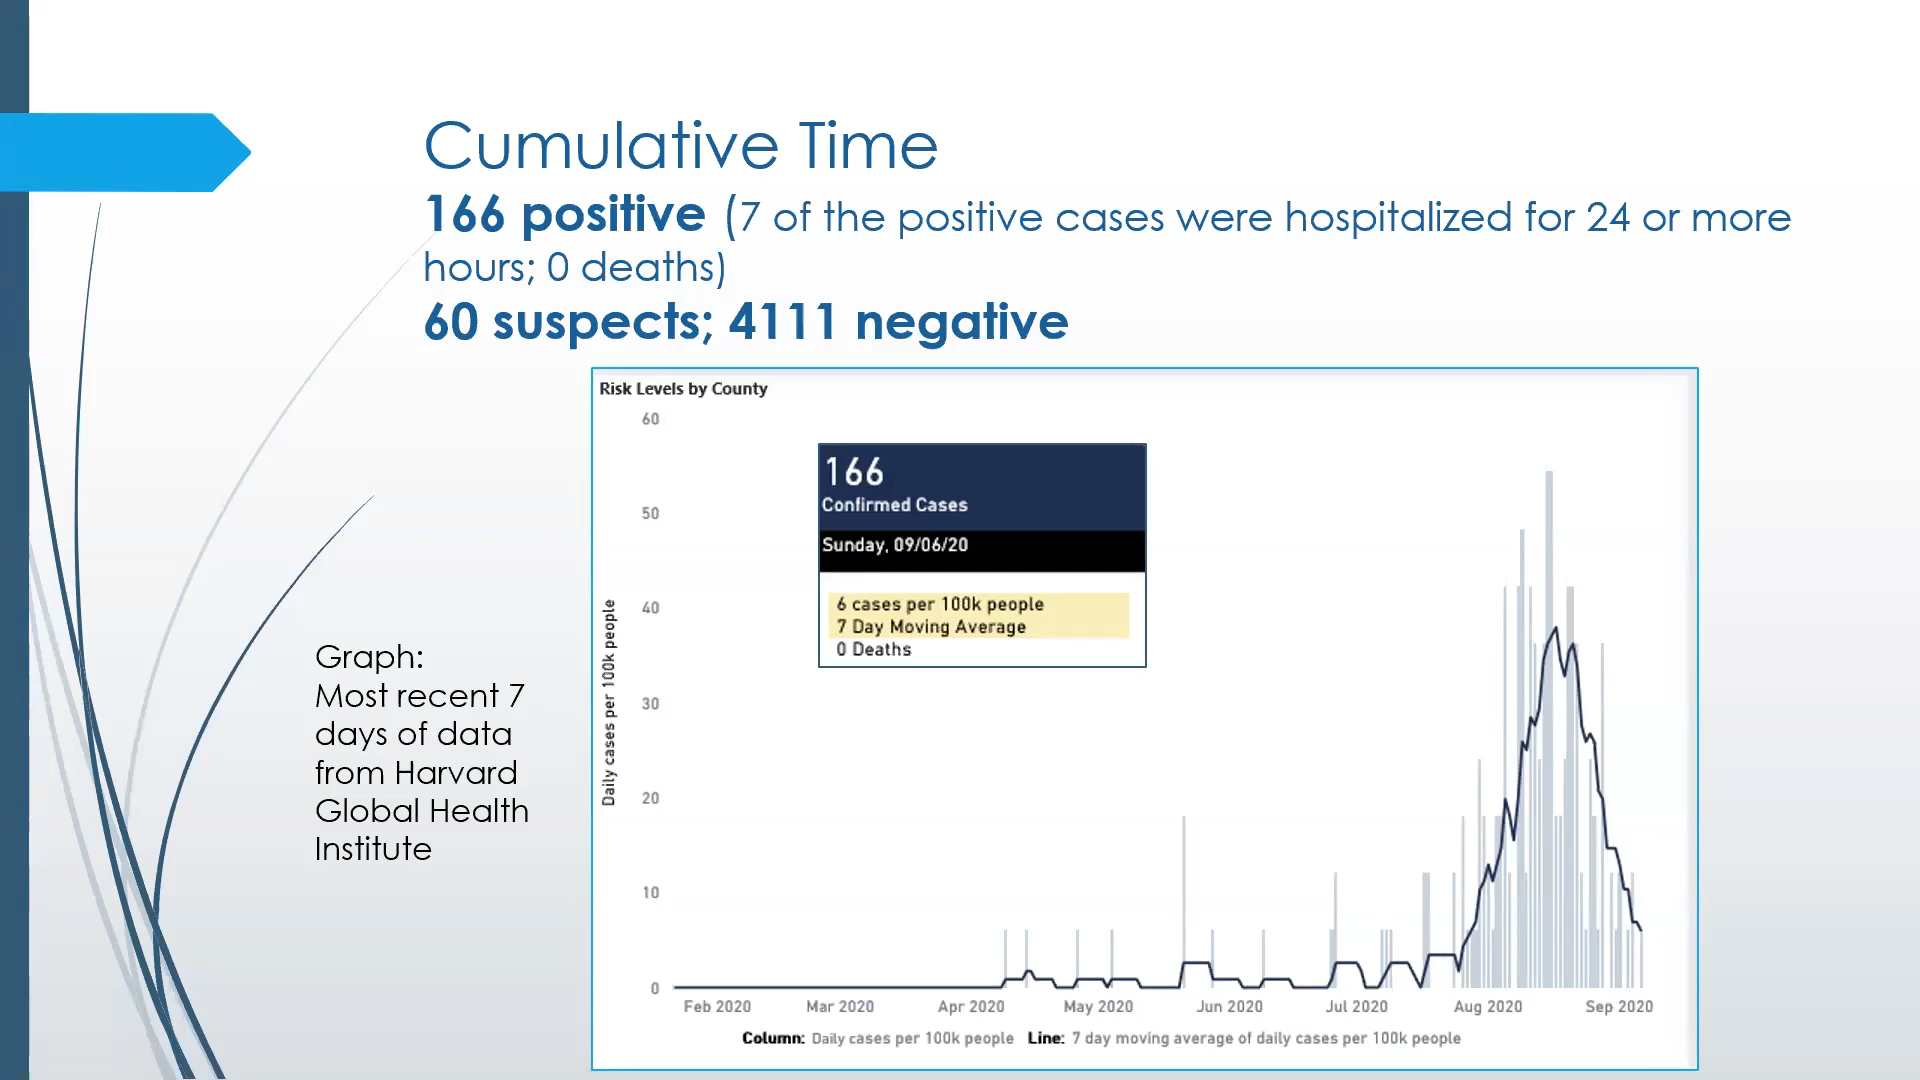 Cumulative Time
166 positive (7 of the positive cases were hospitalized for 24 or more
hours; 0 deaths)
60 suspects; 4111 negative
Graph:
Most recent 7
days of data
from Harvard
Global Health
Institute
Risk Levels by County
60
50
40
30
20
10
0
Daily cases per 100k people
166
Confirmed Cases
Sunday, 09/06/20
6 cases per 100k people
7 Day Moving Average
0 Deaths
Feb 2020 Mar 2020 Apr 2020 May 2020 Jun 2020 Jul 2020 Aug 2020 Sep 2020
Column: Daily cases per 100k people Line: 7 day moving average of daily cases per 100k people